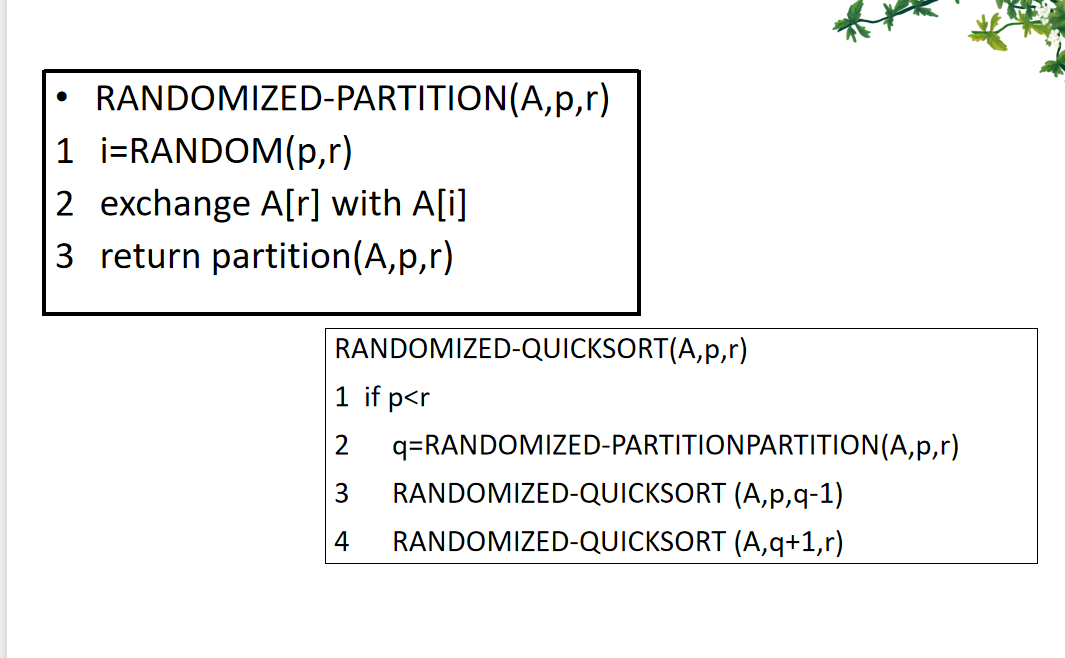 • RANDOMIZED-PARTITION(A,p,r)
1 i=RANDOM(p,r)
2 exchange A[r] with A[i]
3 return partition(A,p,r)
RANDOMIZED-QUICKSORT(A,p,r)
1 if p<r
2 q=RANDOMIZED-PARTITIONPARTITION(A,p,r)
3 RANDOMIZED-QUICKSORT (A,p,q-1)
4 RANDOMIZED-QUICKSORT (A,q+1,r)